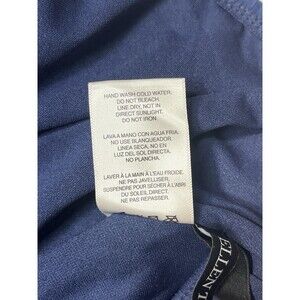 HAND WASH COLD WATER.
DO NOT BLEACH.
LINE DRY, NOT IN
DIRECT SUNLIGHT.
DO NOT IRON.
LAVA A MANO CON AGUA FRIA,
NO USE BLANQUEADOR,
LINEA SECA, NO EN
LUZ DEL SOL DIRECTA.
NO PLANCHA.
LAVER À LA MAIN À L'EAU FROIDE,
NE PAS JAVELLISER,
SUSPENDRE POUR SÉCHER À L'ABRI
DU SOLEIL DIRECT.
NE PAS REPASSER.
ELLEN T